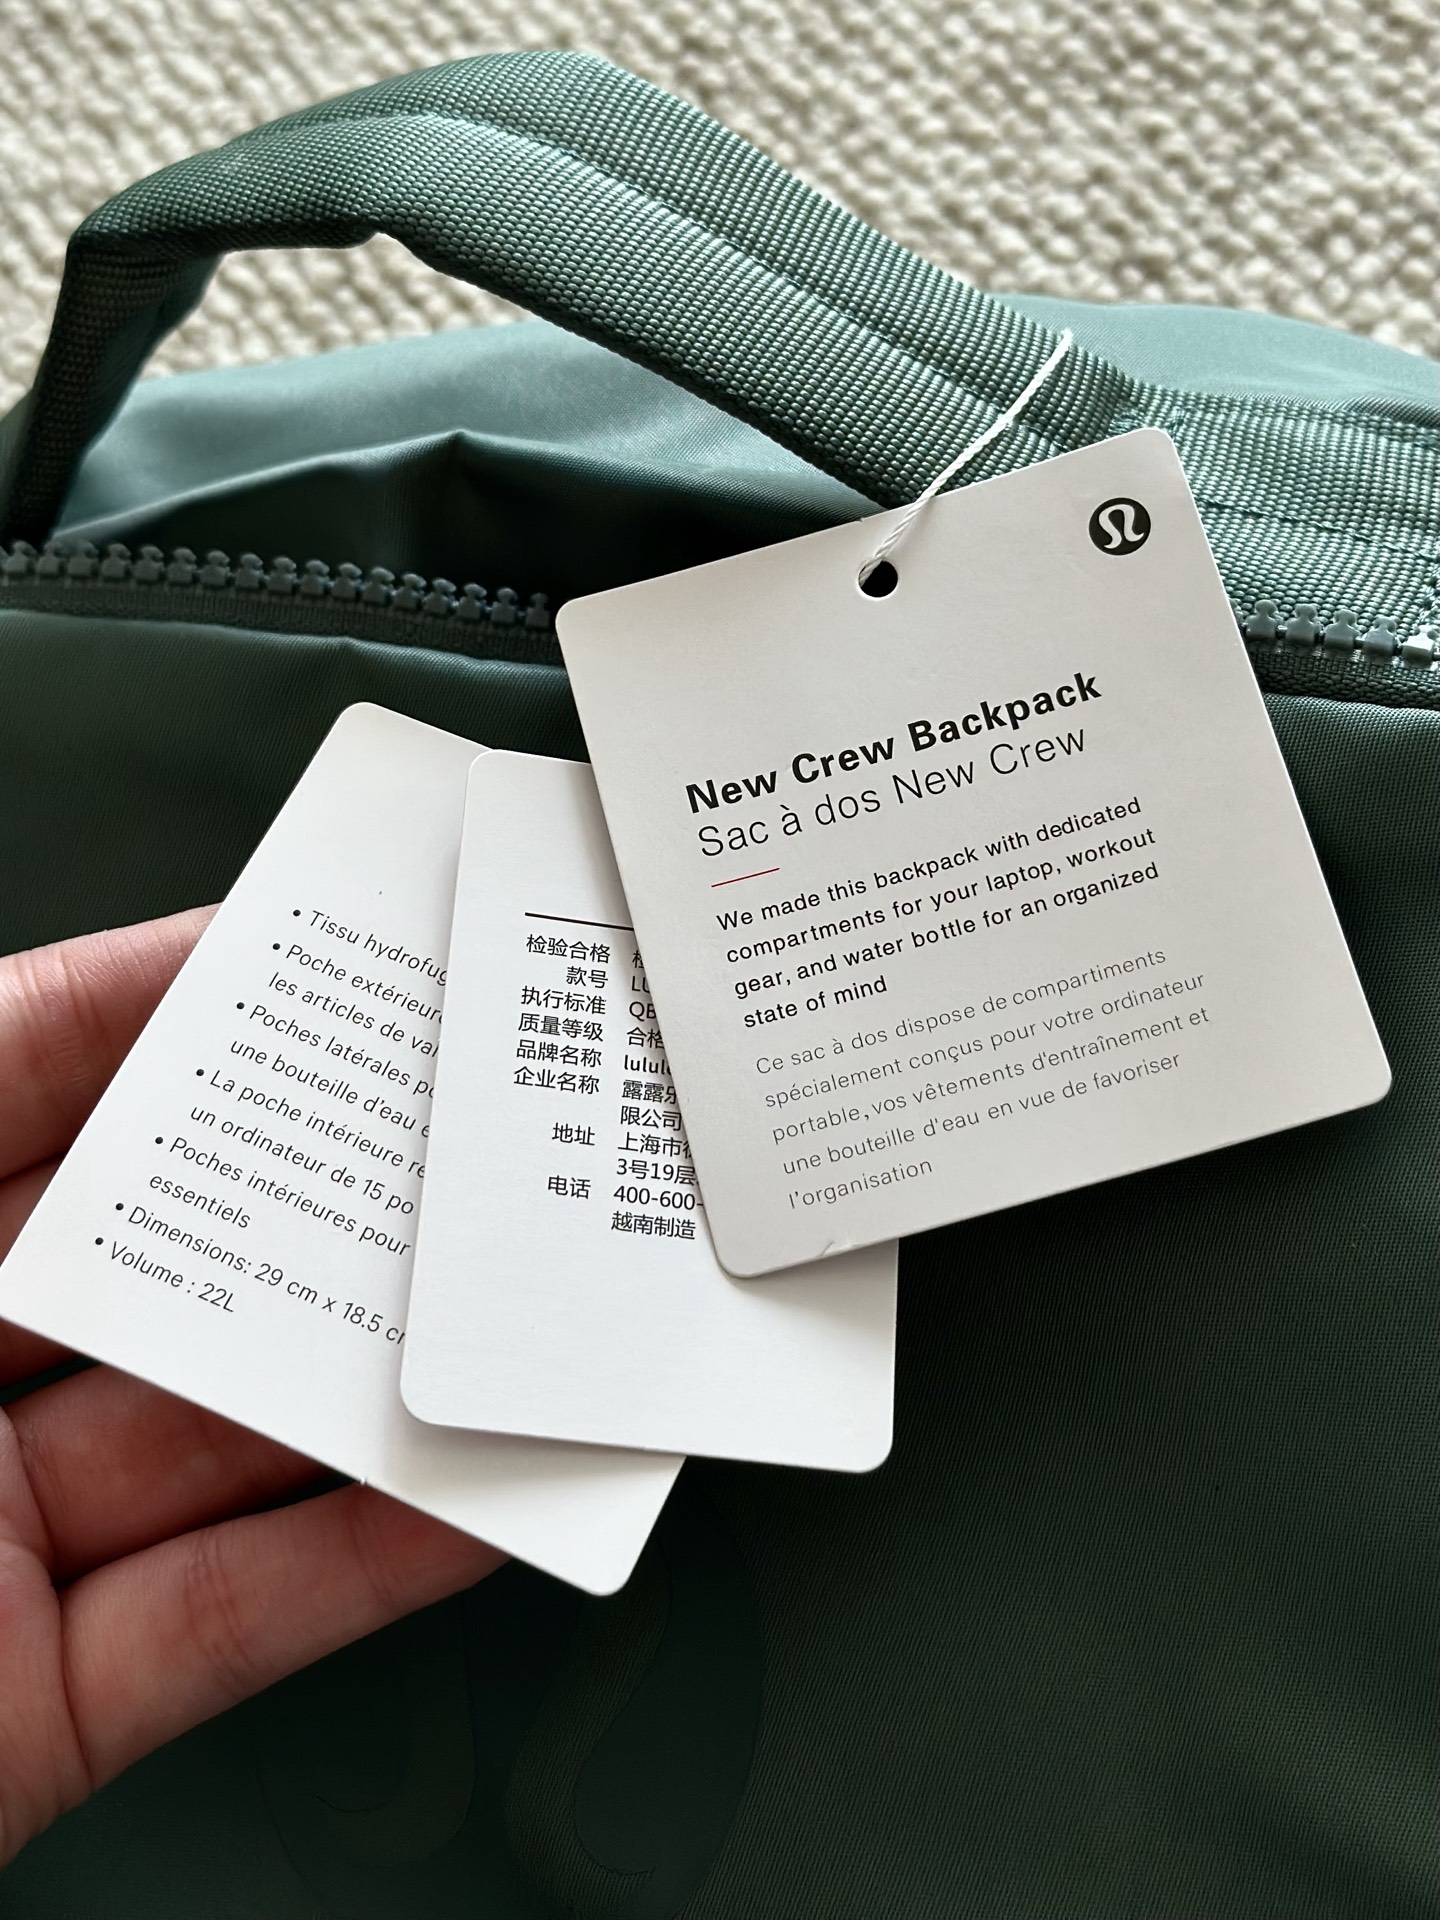 New Crew Backpack
Sac à dos New Crew
We made this backpack with dedicated
compartments for your laptop, workout
gear, and water bottle for an organized
state of mind
Ce sac à dos dispose de compartiments
spécialement conçus pour votre ordinateur
portable, vos vêtements d'entraînement et
une bouteille d'eau en vue de favoriser
l'organisation
检验合格
款号 LU
执行标准 QB
质量等级 合格
品牌名称 lulul
企业名称 露露乐
限公司
地址 上海市
3号19层
电话 400-600-
越南制造
• Tissu hydrofug
• Poche extérieure
les articles de val
• Poches latérales
une bouteille d'eau
• La poche intérieure
un ordinateur de 15 po
• Poches intérieures pour
essentiels
• Dimensions: 29 cm x 18.5 c
• Volume : 22L